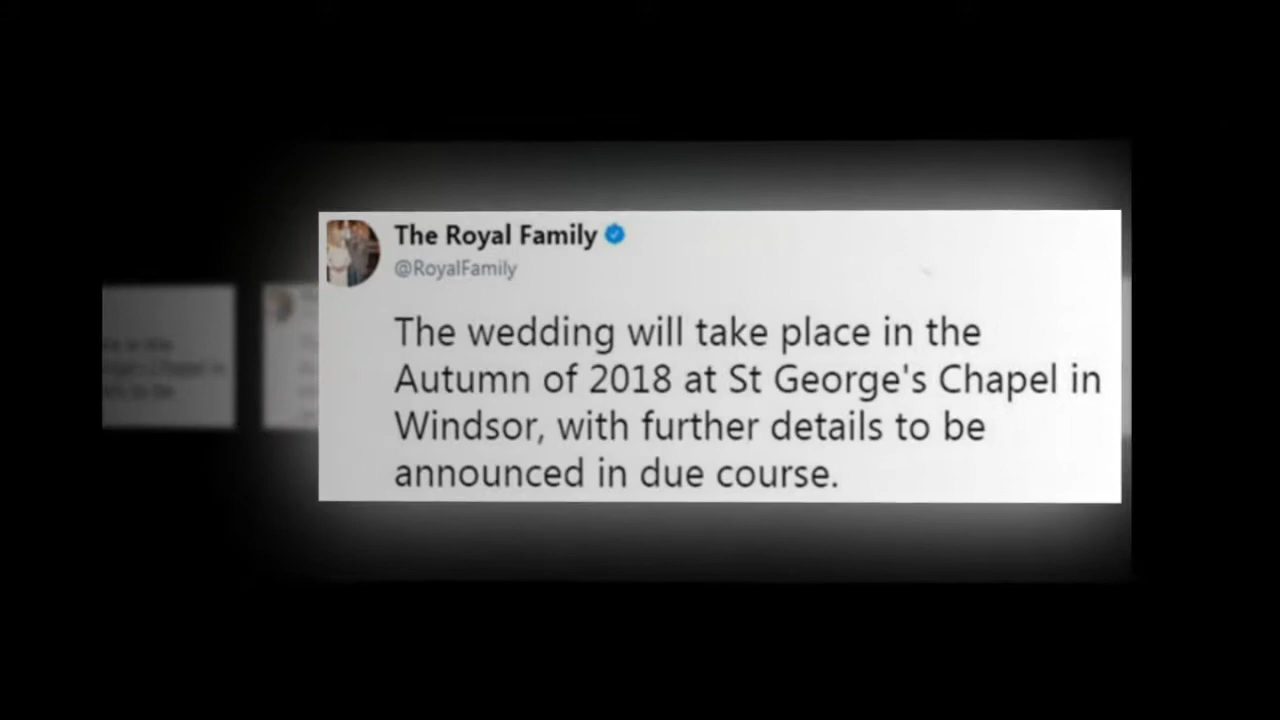 The Royal Family
@RoyalFamily
The wedding will take place in the
Autumn of 2018 at St George's Chapel in
Windsor, with further details to be
announced in due course.